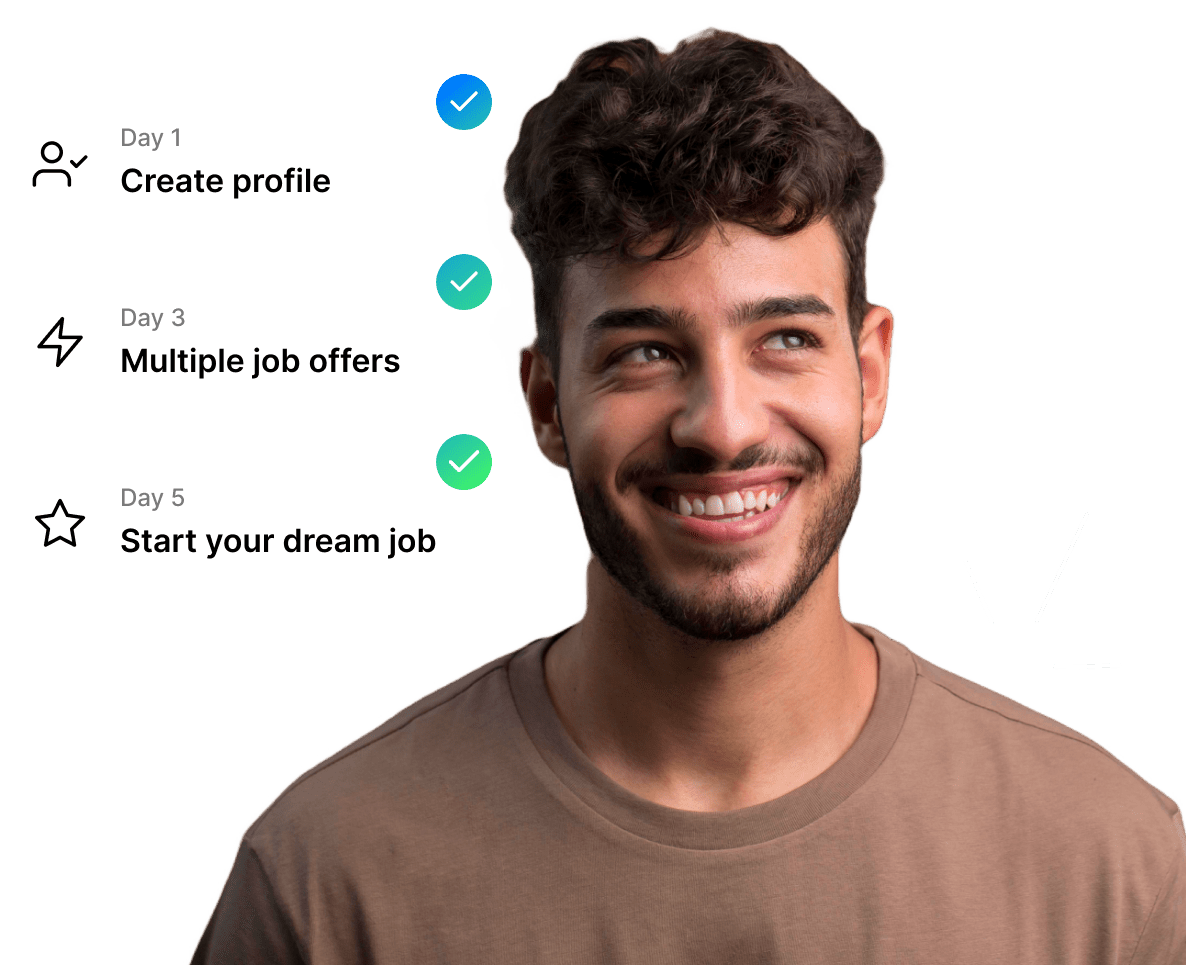 Day 1
Create profile
Day 3
Multiple job offers
Day 5
Start your dream job